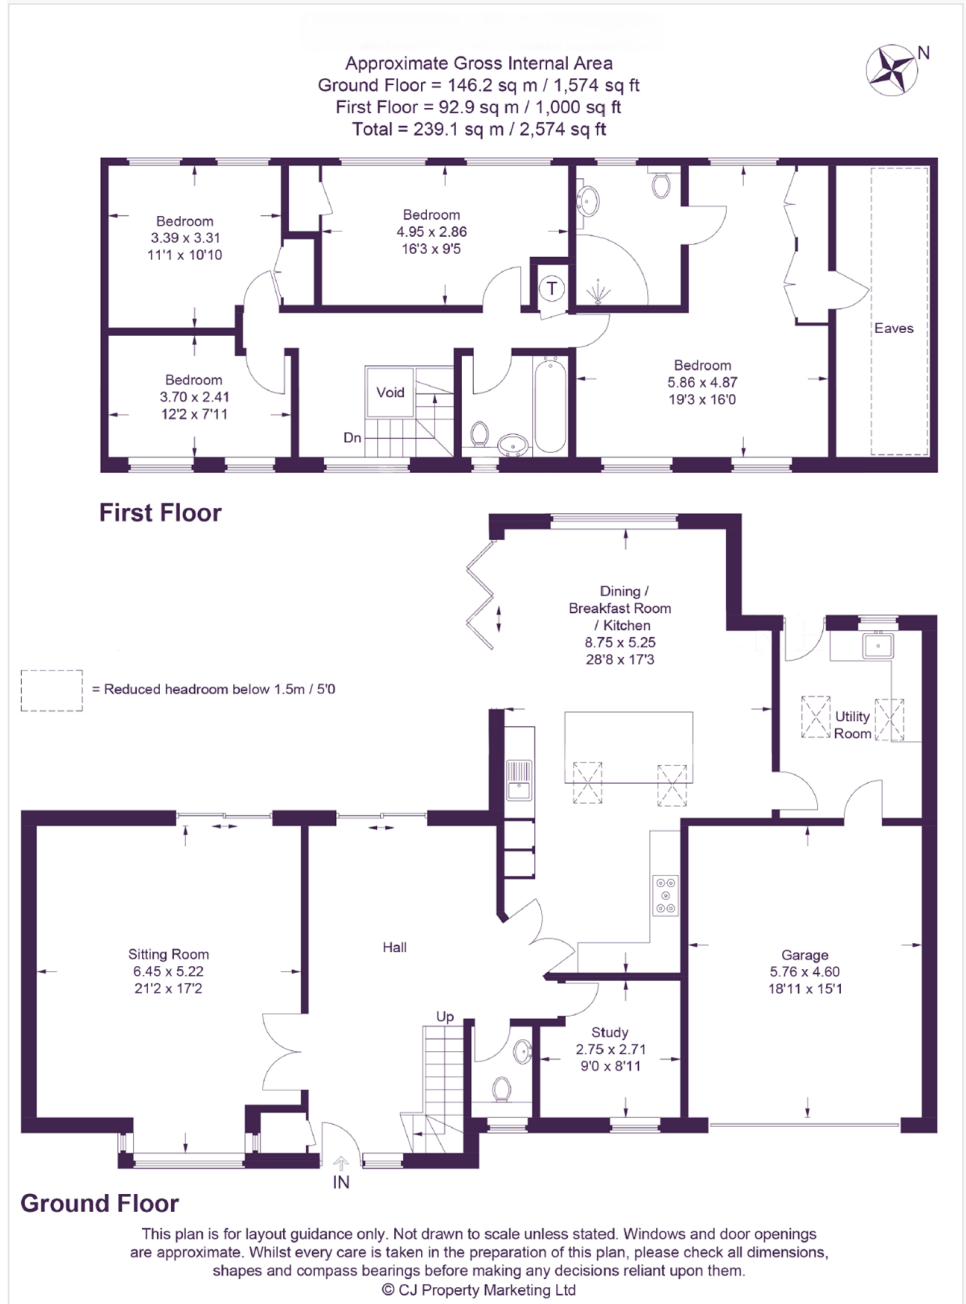 Approximate Gross Internal Area
Ground Floor = 146.2 sq m / 1,574 sq ft
First Floor = 92.9 sq m / 1,000 sq ft
Total = 239.1 sq m / 2,574 sq ft
N
Bedroom
3.39 x 3.31
11'1 x 10'10
Bedroom
4.95 x 2.86
16'3 x 9'5
T
Eaves
Bedroom
3.70 x 2.41
12'2 x 7'11
Void
Dn
Bedroom
5.86 x 4.87
19'3 x 16'0
First Floor
Dining /
Breakfast Room
/ Kitchen
8.75 x 5.25
28'8 x 17'3
= Reduced headroom below 1.5m / 5'0
Utility
Room
Sitting Room
6.45 x 5.22
21'2 x 17'2
Hall
Garage
5.76 x 4.60
18'11 x 15'1
Up
Study
2.75 x 2.71
9'0 x 8'11
IN
Ground Floor
This plan is for layout guidance only. Not drawn to scale unless stated. Windows and door openings
are approximate. Whilst every care is taken in the preparation of this plan, please check all dimensions,
shapes and compass bearings before making any decisions reliant upon them.
© CJ Property Marketing Ltd